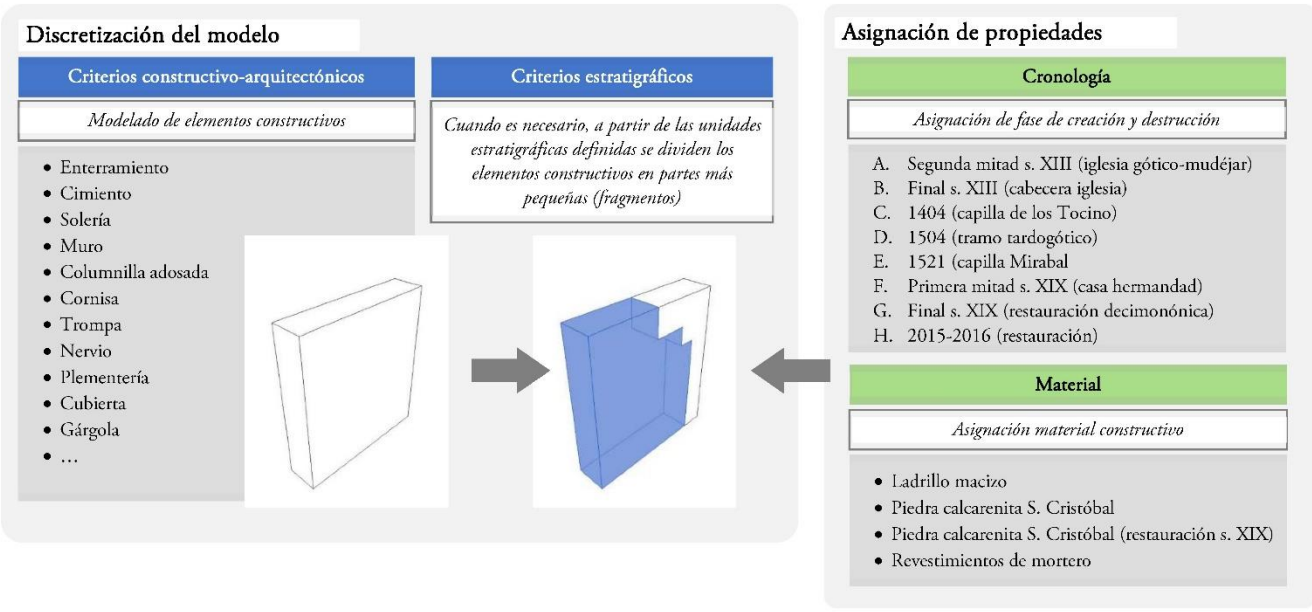 Discretización del modelo
Criterios constructivo-arquitectónicos
Modelado de elementos constructivos
• Enterramiento
• Cimiento
• Solería
• Muro
• Columnilla adosada
• Cornisa
• Trompa
• Nervio
• Plementería
• Cubierta
• Gárgola
• …
Criterios estratigráficos
Cuando es necesario, a partir de las unidades
estratigráficas definidas se dividen los
elementos constructivos en partes más
pequeñas (fragmentos)
Asignación de propiedades
Cronología
Asignación de fase de creación y destrucción
A. Segunda mitad s. XIII (iglesia gótico-mudéjar)
B. Final s. XIII (cabecera iglesia)
C. 1404 (capilla de los Tocino)
D. 1504 (tramo tardogótico)
E. 1521 (capilla Mirabal
F. Primera mitad s. XIX (casa hermandad)
G. Final s. XIX (restauración decimonónica)
H. 2015-2016 (restauración)
Material
Asignación material constructivo
• Ladrillo macizo
• Piedra calcarenita S. Cristóbal
• Piedra calcarenita S. Cristóbal (restauración s. XIX)
• Revestimientos de mortero